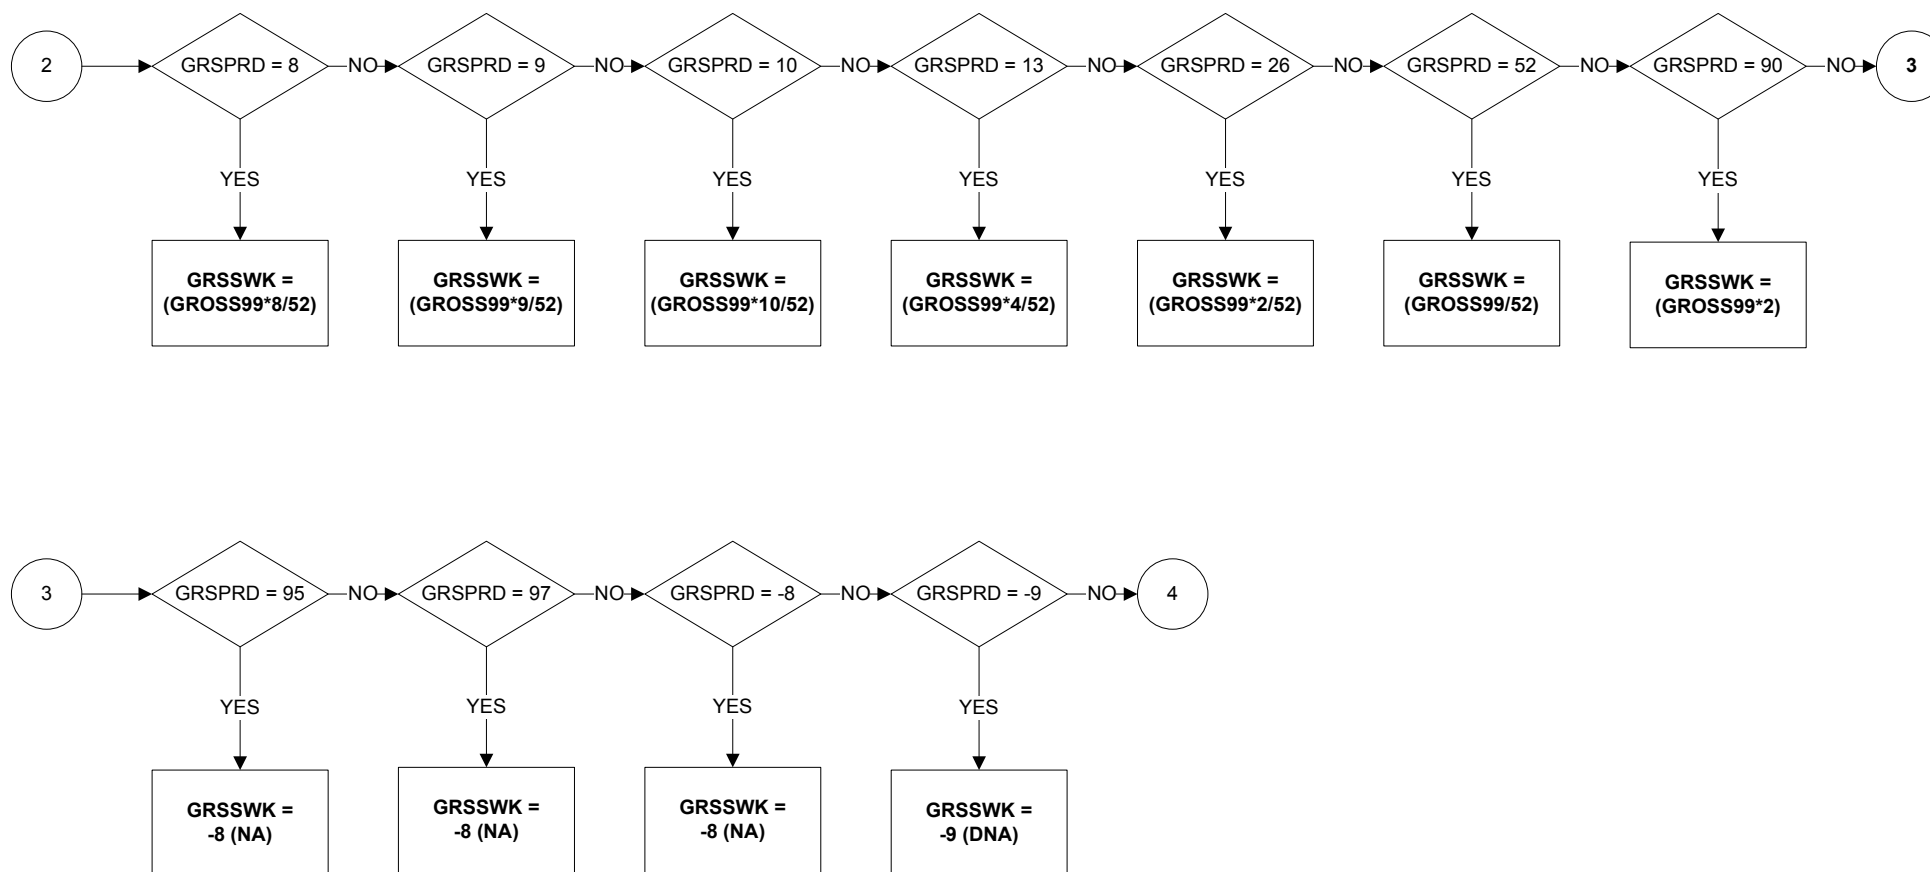 2
GRSPRD = 8
NO
GRSPRD = 9
NO
GRSPRD = 10
NO
GRSPRD = 13
NO
GRSPRD = 26
NO
GRSPRD = 52
NO
GRSPRD = 90
NO
3
YES
YES
YES
YES
YES
YES
YES
GRSSWK =
(GROSS99*8/52)
GRSSWK =
(GROSS99*9/52)
GRSSWK =
(GROSS99*10/52)
GRSSWK =
(GROSS99*4/52)
GRSSWK =
(GROSS99*2/52)
GRSSWK =
(GROSS99/52)
GRSSWK =
(GROSS99*2)
3
GRSPRD = 95
NO
GRSPRD = 97
NO
GRSPRD = -8
NO
GRSPRD = -9
NO
4
YES
YES
YES
YES
GRSSWK =
-8 (NA)
GRSSWK =
-8 (NA)
GRSSWK =
-8 (NA)
GRSSWK =
-9 (DNA)